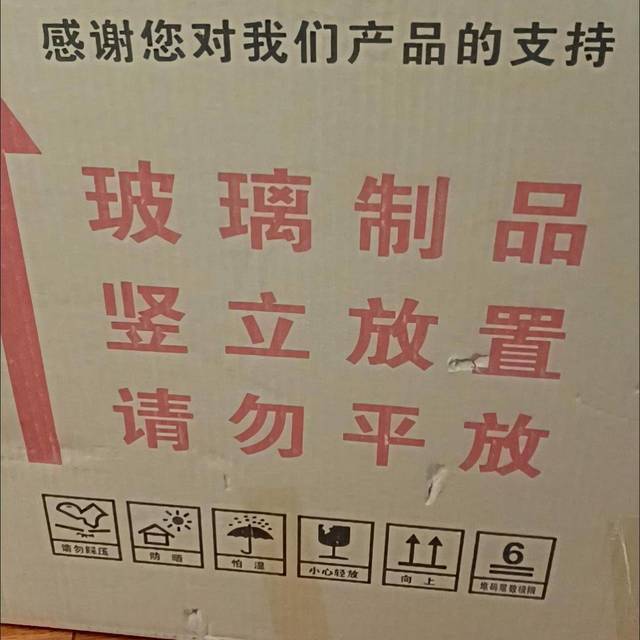 感谢您对我们产品的支持
玻璃制品
竖立放置
请勿平放
请勿踩压 防晒 怕湿 小心轻放 向上 6 堆码层数极限